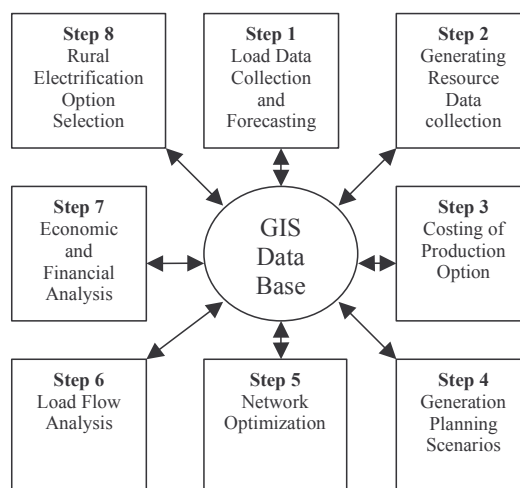 Step 8
Rural
Electrification
Option
Selection
Step 1
Load Data
Collection
and
Forecasting
Step 2
Generating
Resource
Data
collection
Step 7
Economic
and
Financial
Analysis
GIS
Data
Base
Step 3
Costing of
Production
Option
Step 6
Load Flow
Analysis
Step 5
Network
Optimization
Step 4
Generation
Planning
Scenarios